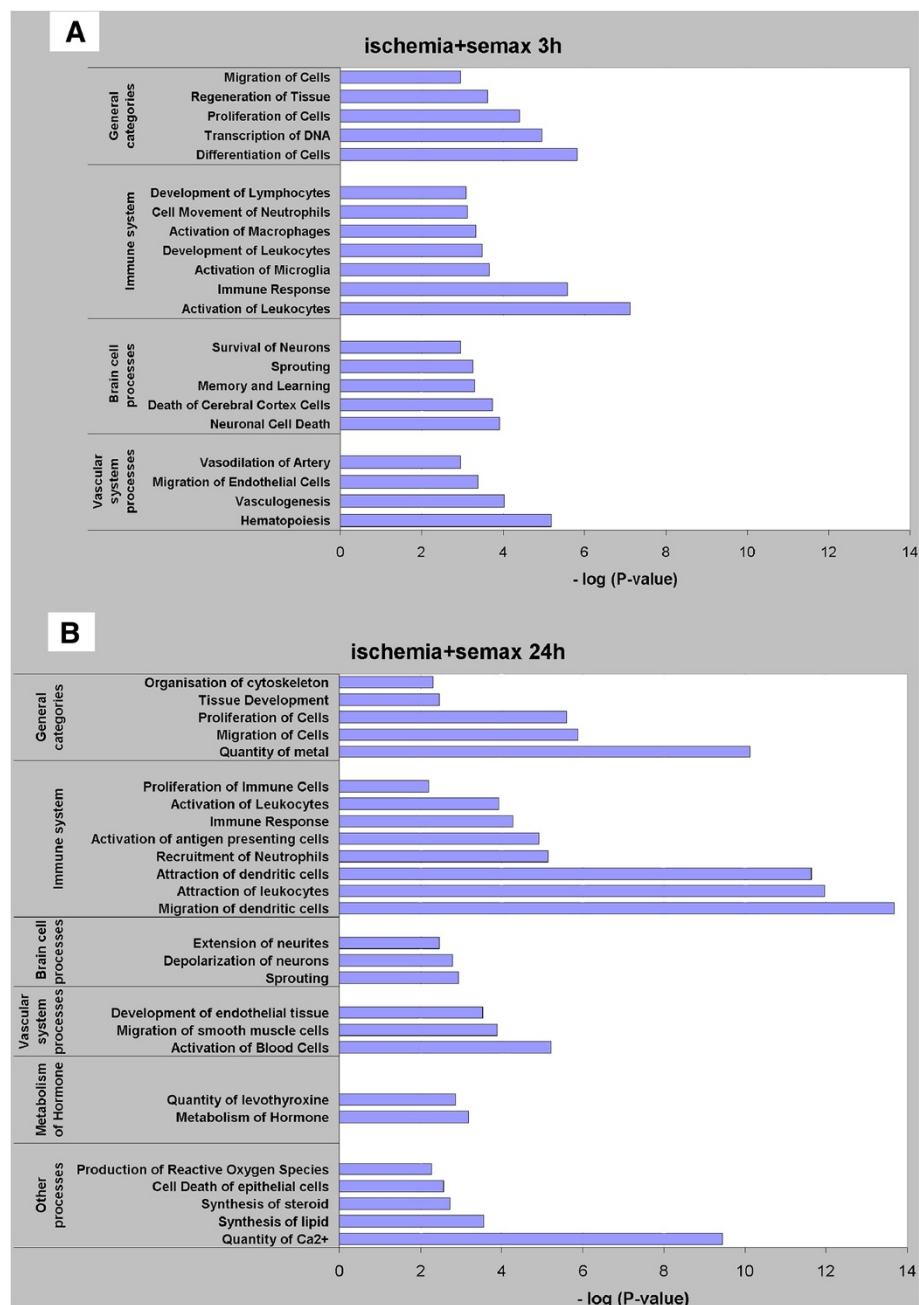 A
ischemia+semax 3h
General
categories
Migration of Cells
Regeneration of Tissue
Proliferation of Cells
Transcription of DNA
Differentiation of Cells
Immune system
Development of Lymphocytes
Cell Movement of Neutrophils
Activation of Macrophages
Development of Leukocytes
Activation of Microglia
Immune Response
Activation of Leukocytes
Brain cell
processes
Survival of Neurons
Sprouting
Memory and Learning
Death of Cerebral Cortex Cells
Neuronal Cell Death
Vascular
system
processes
Vasodilation of Artery
Migration of Endothelial Cells
Vasculogenesis
Hematopoiesis
0 2 4 6 8 10 12 14
- log (P-value)
B
ischemia+semax 24h
General
categories
Organisation of cytoskeleton
Tissue Development
Proliferation of Cells
Migration of Cells
Quantity of metal
Immune system
Proliferation of Immune Cells
Activation of Leukocytes
Immune Response
Activation of antigen presenting cells
Recruitment of Neutrophils
Attraction of dendritic cells
Attraction of leukocytes
Migration of dendritic cells
Brain cell
processes
Extension of neurites
Depolarization of neurons
Sprouting
Vascular
system
processes
Development of endothelial tissue
Migration of smooth muscle cells
Activation of Blood Cells
Metabolism
of Hormone
Quantity of levothyroxine
Metabolism of Hormone
Other
processes
Production of Reactive Oxygen Species
Cell Death of epithelial cells
Synthesis of steroid
Synthesis of lipid
Quantity of Ca2+
0 2 4 6 8 10 12 14
- log (P-value)